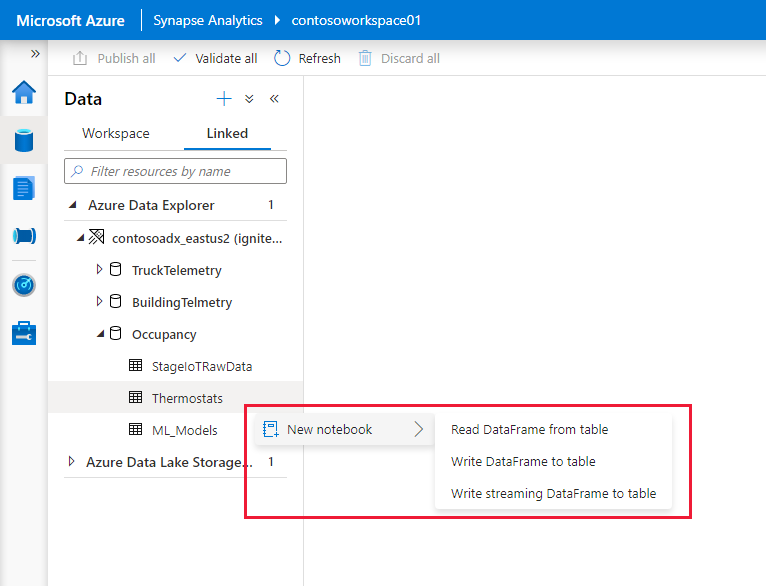 Microsoft Azure Synapse Analytics contosoworkspace01
Publish all Validate all Refresh Discard all
Data
Workspace Linked
Filter resources by name
Azure Data Explorer 1
contosoadx_eastus2 (ignite...
TruckTelemetry
BuildingTelmetry
Occupancy
StageIoTRawData
Thermostats
ML_Models
New notebook
Read DataFrame from table
Write DataFrame to table
Write streaming DataFrame to table
Azure Data Lake Storage... 1